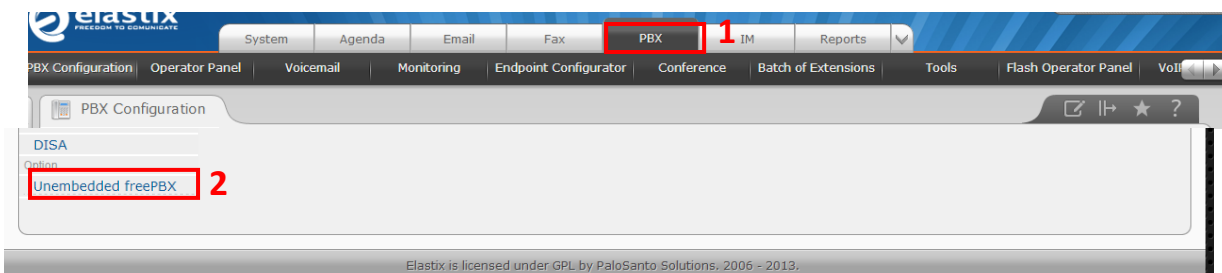 elastix
FREEDOM TO COMMUNICATE
System Agenda Email Fax PBX 1 IM Reports
PBX Configuration Operator Panel Voicemail Monitoring Endpoint Configurator Conference Batch of Extensions Tools Flash Operator Panel VoI
PBX Configuration ?
DISA
Option
Unembedded freePBX 2
Elastix is licensed under GPL by PaloSanto Solutions. 2006 - 2013.